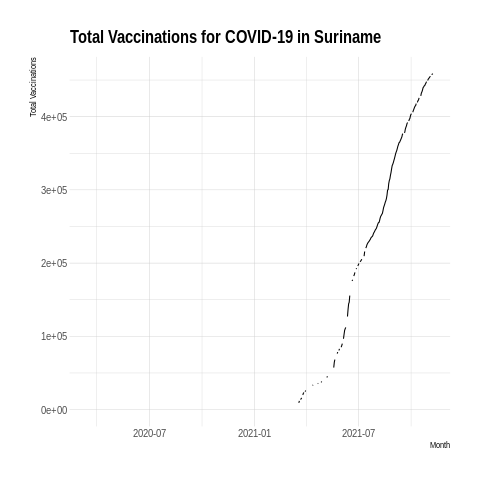 Total Vaccinations for COVID-19 in Suriname
Total Vaccinations
4e+05
3e+05
2e+05
1e+05
0e+00
2020-07 2021-01 2021-07
Month